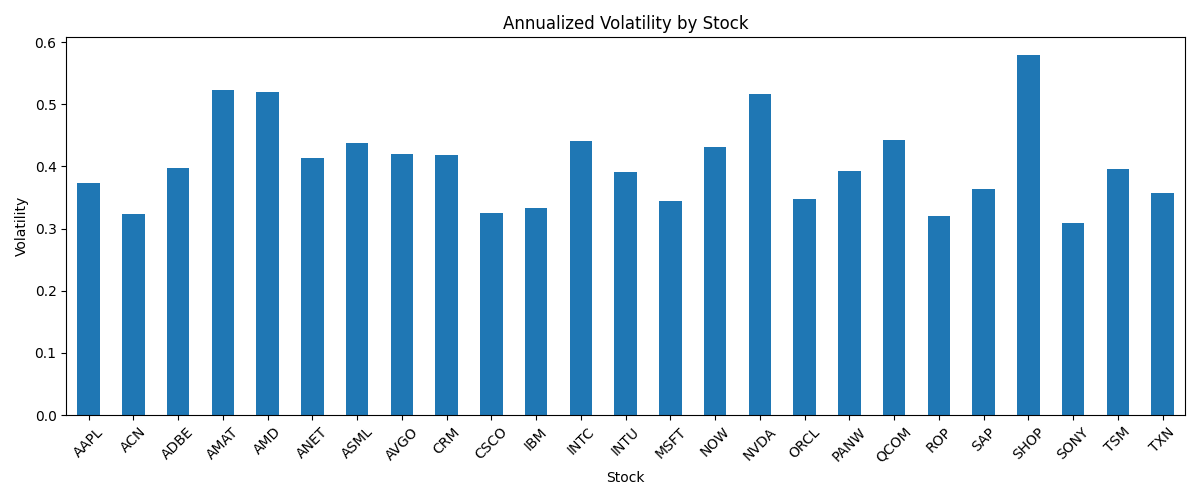 Annualized Volatility by Stock
Volatility
0.6
0.5
0.4
0.3
0.2
0.1
0.0
AAPL
ACN
ADBE
AMAT
AMD
ANET
ASML
AVGO
CRM
CSCO
IBM
INTC
INTU
MSFT
NOW
NVDA
ORCL
PANW
QCOM
ROP
SAP
SHOP
SONY
TSM
TXN
Stock